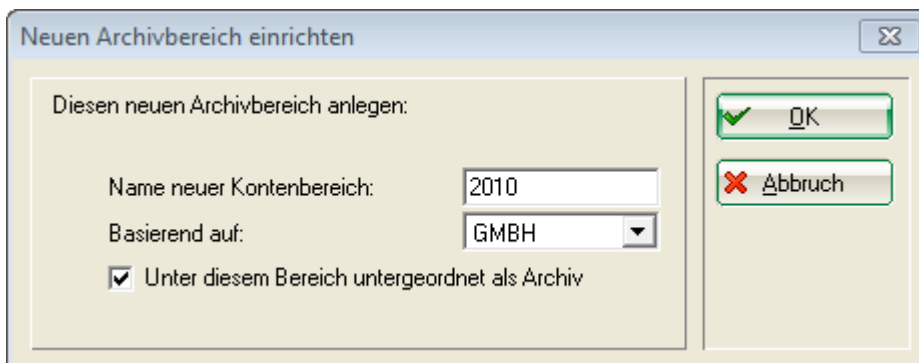 Neuen Archivbereich einrichten
Diesen neuen Archivbereich anlegen:
OK
Name neuer Kontenbereich: 2010
Abbruch
Basierend auf: GMBH
Unter diesem Bereich untergeordnet als Archiv